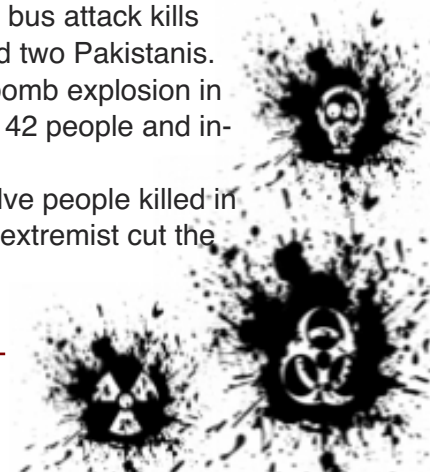 bus attack kills
d two Pakistanis.
bomb explosion in
42 people and in-
lve people killed in
extremist cut the